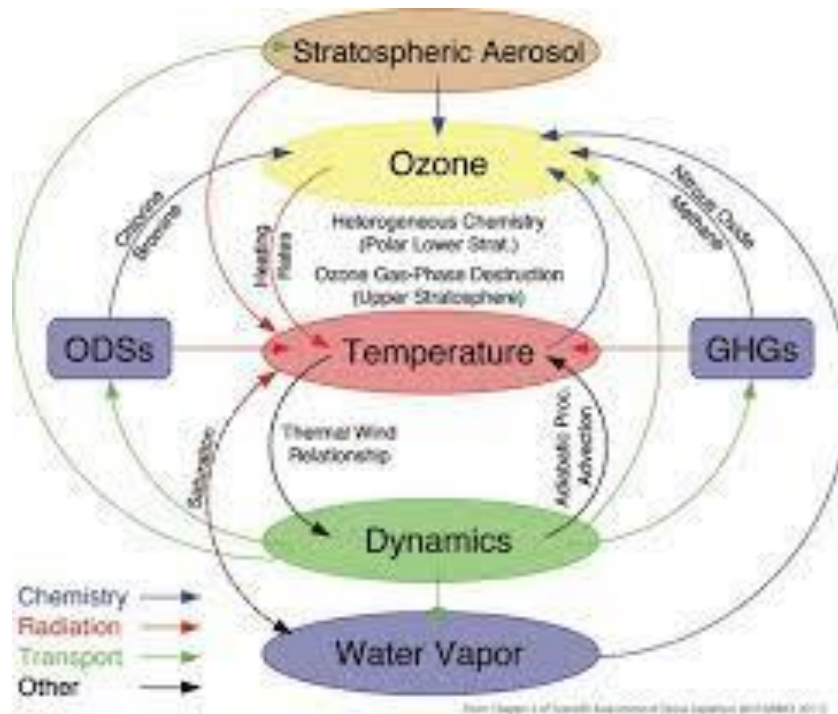 Stratospheric Aerosol
Ozone
Chlorine
Bromine
Nitrous Oxide
Methane
Heating
Rates
Heterogeneous Chemistry
(Polar Lower Strat.)
Ozone Gas-Phase Destruction
(Upper Stratosphere)
ODSs
Temperature
GHGs
Saturation
Thermal Wind
Relationship
Adiabatic Proc.
Advection
Dynamics
Water Vapor
Chemistry
Radiation
Transport
Other